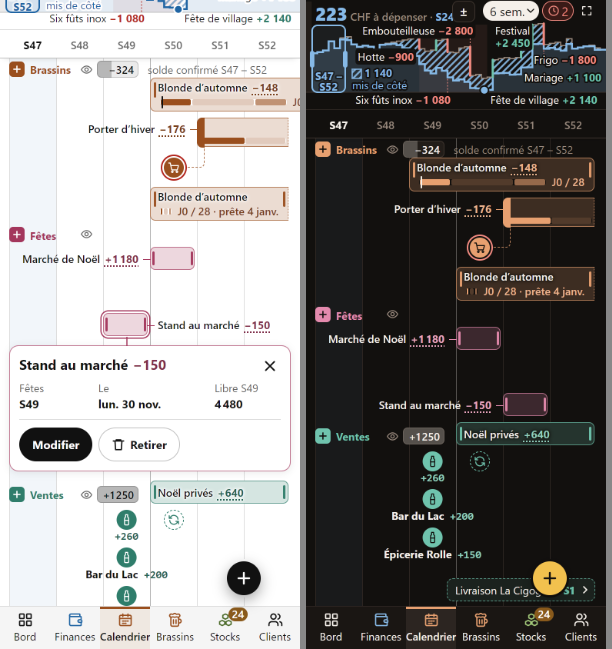 S52
mis de côté
Six fûts inox −1 080
Fête de village +2 140
S47 S48 S49 S50 S51 S52
Brassins
−324 solde confirmé S47 – S52
Blonde d'automne −148
Porter d'hiver −176
Blonde d'automne
J0 / 28 · prête 4 janv.
Fêtes
Marché de Noël +1 180
Stand au marché −150
Stand au marché −150
Fêtes Le Libre S49
S49 lun. 30 nov. 4 480
Modifier Retirer
Ventes
+1250
Noël privés +640
+260
Bar du Lac +200
Bord Finances Calendrier Brassins Stocks Clients
24
223 CHF à dépenser · S24
± 6 sem. 2
Embouteilleuse −2 800
Festival
+2 450
Hotte −900
Frigo −1 800
S47 –
S52
1 140
mis de côté
Mariage +1 100
Six fûts inox −1 080
Fête de village +2 140
S47 S48 S49 S50 S51 S52
Brassins
−324 solde confirmé S47 – S52
Blonde d'automne −148
J0 / 28
Porter d'hiver −176
Blonde d'automne
J0 / 28 · prête 4 janv.
Fêtes
Marché de Noël +1 180
Stand au marché −150
Ventes
+1250
Noël privés +640
+260
Bar du Lac +200
Épicerie Rolle +150
Livraison La Cigog
Bord Finances Calendrier Brassins Stocks Clients
24